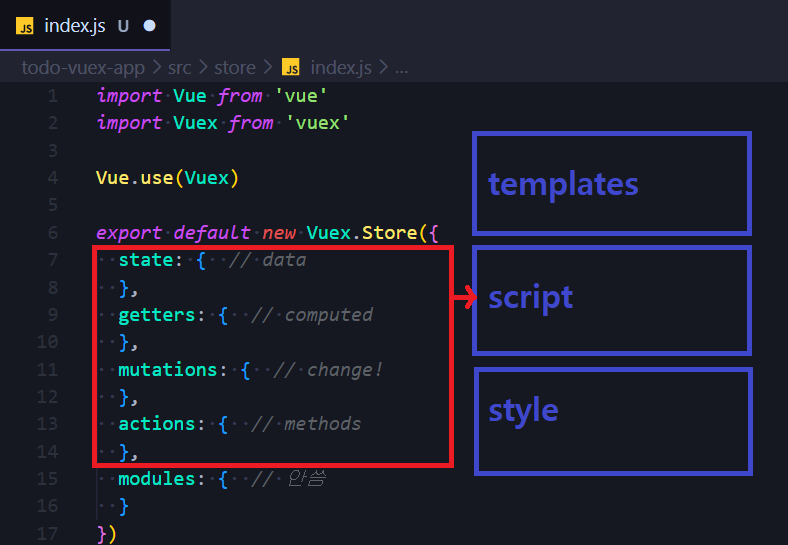 JS index.js U
todo-vuex-app > src > store > JS index.js > ...
1 import Vue from 'vue'
2 import Vuex from 'vuex'
3
4 Vue.use(Vuex)
5
6 export default new Vuex.Store({
7 state: { // data
8 },
9 getters: { // computed
10 },
11 mutations: { // change!
12 },
13 actions: { // methods
14 },
15 modules: { // 안씀
16 }
17 })
templates
script
style